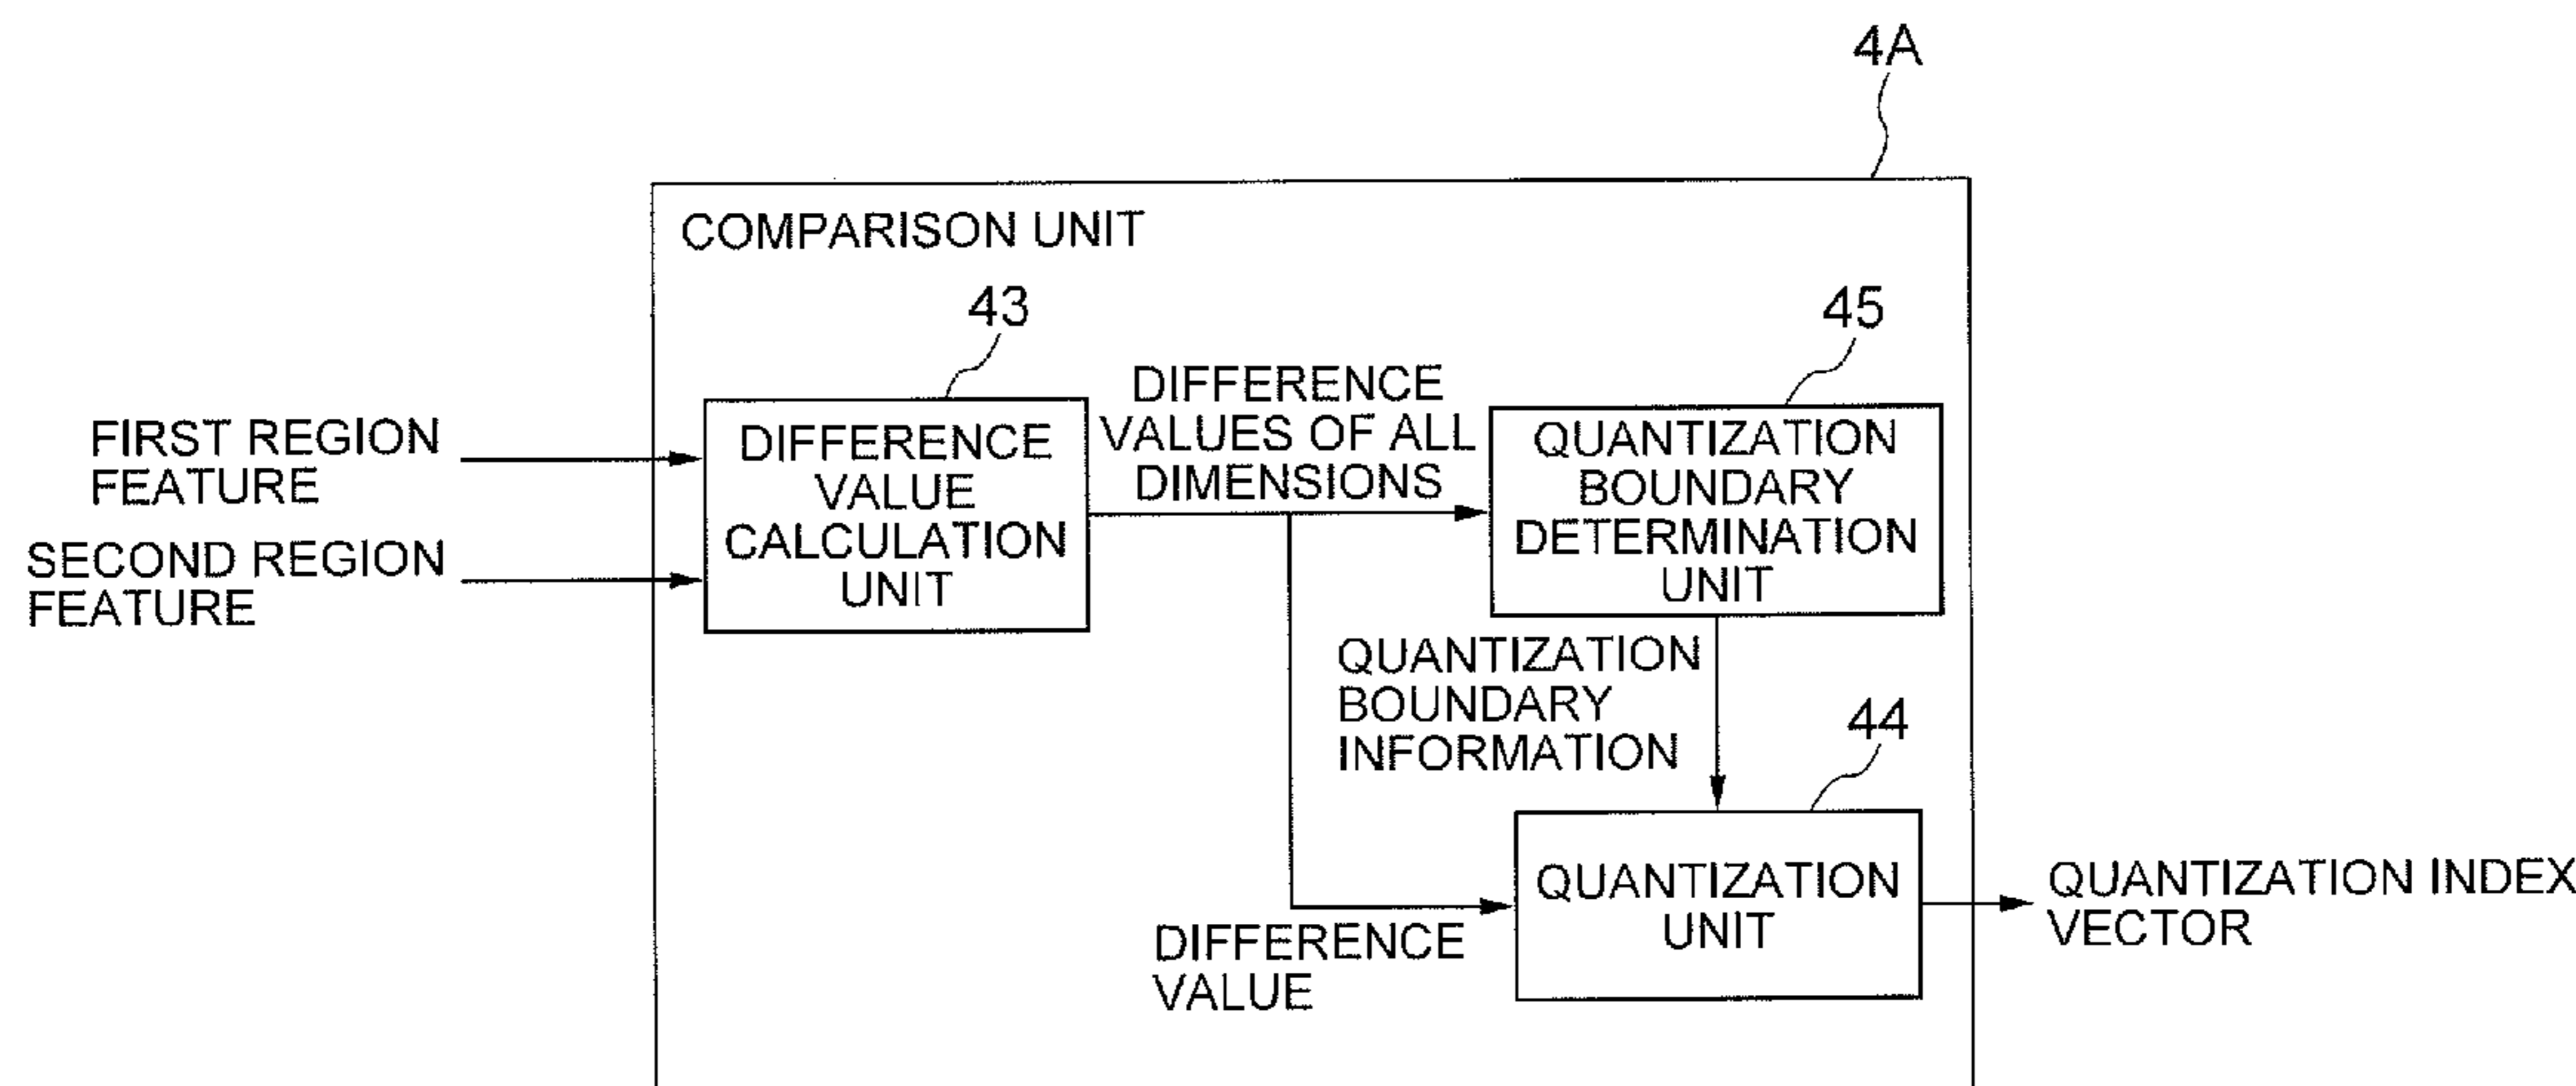 4A
COMPARISON UNIT
43
45
FIRST REGION
FEATURE
SECOND REGION
FEATURE
DIFFERENCE
VALUE
CALCULATION
UNIT
DIFFERENCE
VALUES OF ALL
DIMENSIONS
QUANTIZATION
BOUNDARY
DETERMINATION
UNIT
QUANTIZATION
BOUNDARY
INFORMATION
44
DIFFERENCE
VALUE
QUANTIZATION
UNIT
QUANTIZATION INDEX
VECTOR